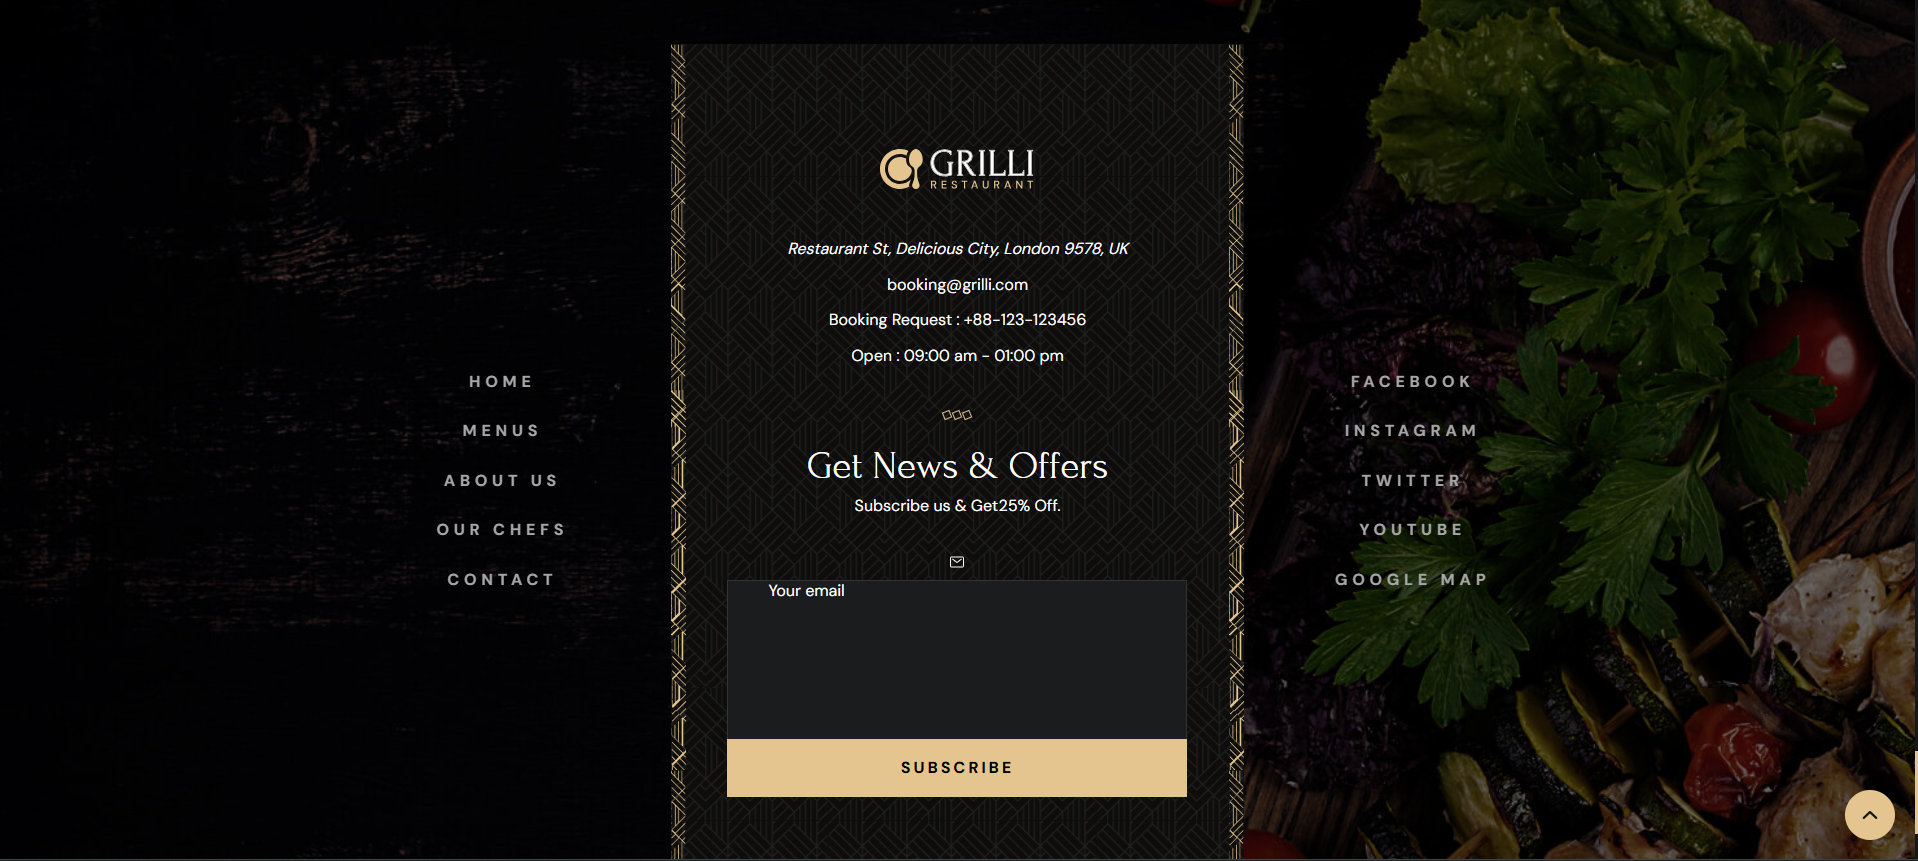 GRILLI
RESTAURANT
Restaurant St, Delicious City, London 9578, UK
booking@grilli.com
Booking Request : +88-123-123456
Open : 09:00 am - 01:00 pm
HOME
MENUS
ABOUT US
OUR CHEFS
CONTACT
Get News & Offers
Subscribe us & Get25% Off.
Your email
SUBSCRIBE
FACEBOOK
INSTAGRAM
TWITTER
YOUTUBE
GOOGLE MAP